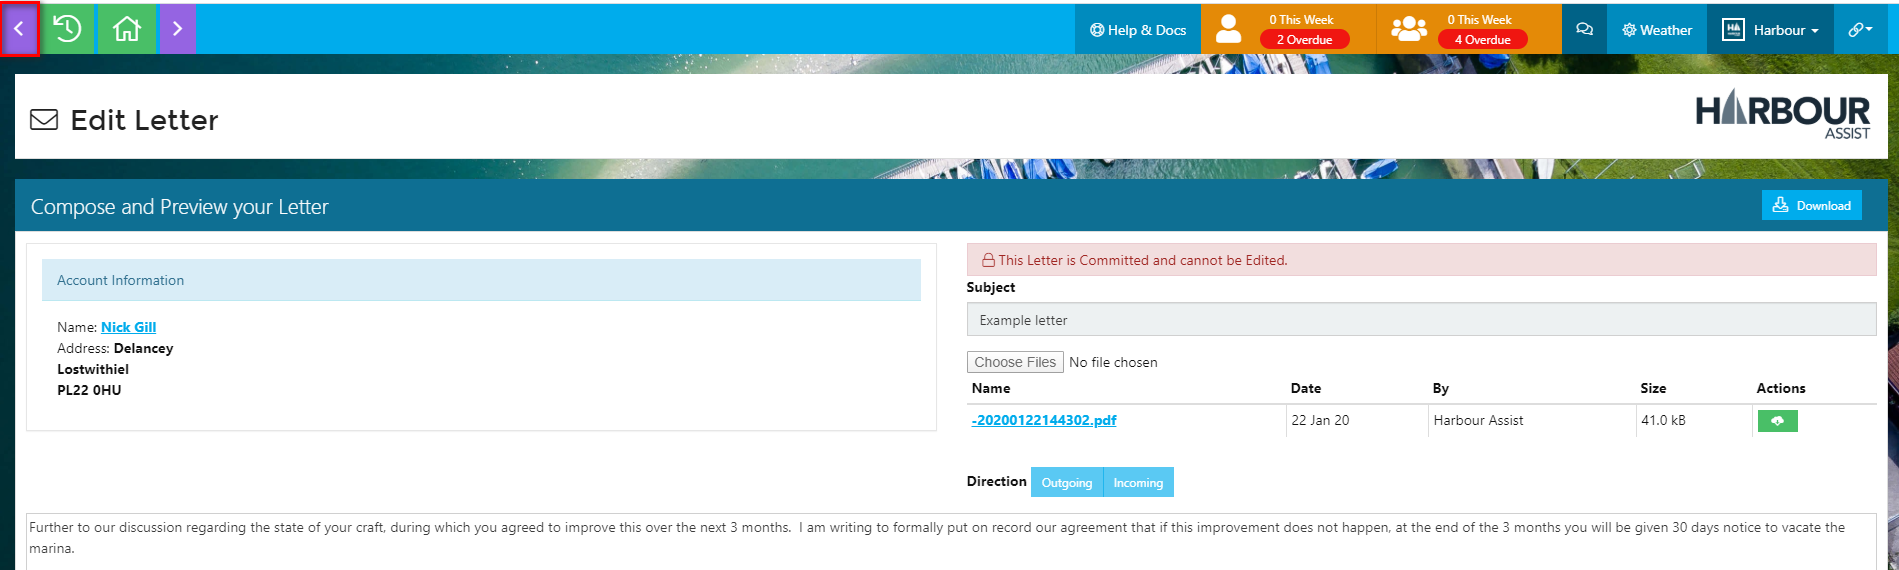 Help & Docs
0 This Week
2 Overdue
0 This Week
4 Overdue
Weather
HA
Harbour
Edit Letter
HARBOUR
ASSIST
Compose and Preview your Letter
Download
Account Information
Name: Nick Gill
Address: Delancey
Lostwithiel
PL22 0HU
This Letter is Committed and cannot be Edited.
Subject
Example letter
Choose Files No file chosen
Name Date By Size Actions
-20200122144302.pdf 22 Jan 20 Harbour Assist 41.0 kB
Direction Outgoing Incoming
Further to our discussion regarding the state of your craft, during which you agreed to improve this over the next 3 months.  I am writing to formally put on record our agreement that if this improvement does not happen, at the end of the 3 months you will be given 30 days notice to vacate the
marina.